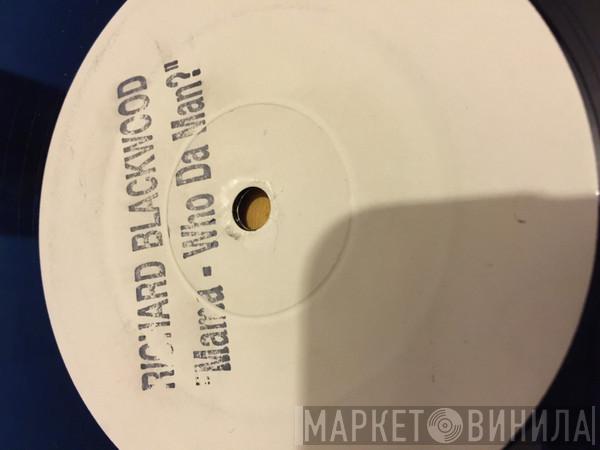 RICHARD BLACKWOOD
"Mama - Who Da Man?"
МАРКЕТ ВИНИЛА